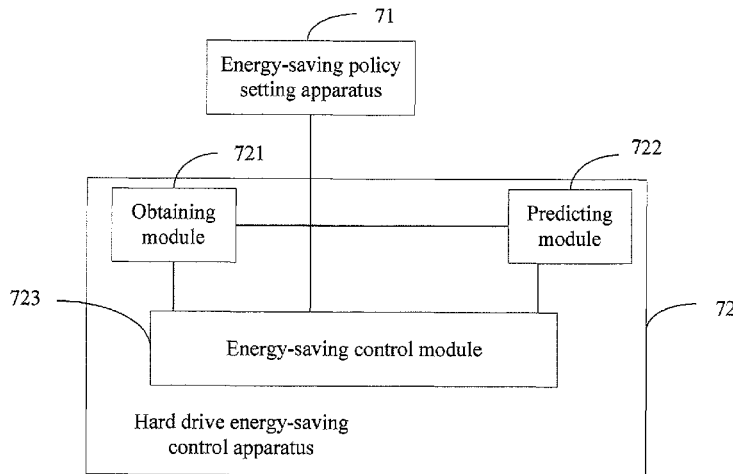 71
Energy-saving policy
setting apparatus
721
722
Obtaining
module
Predicting
module
723
72
Energy-saving control module
Hard drive energy-saving
control apparatus